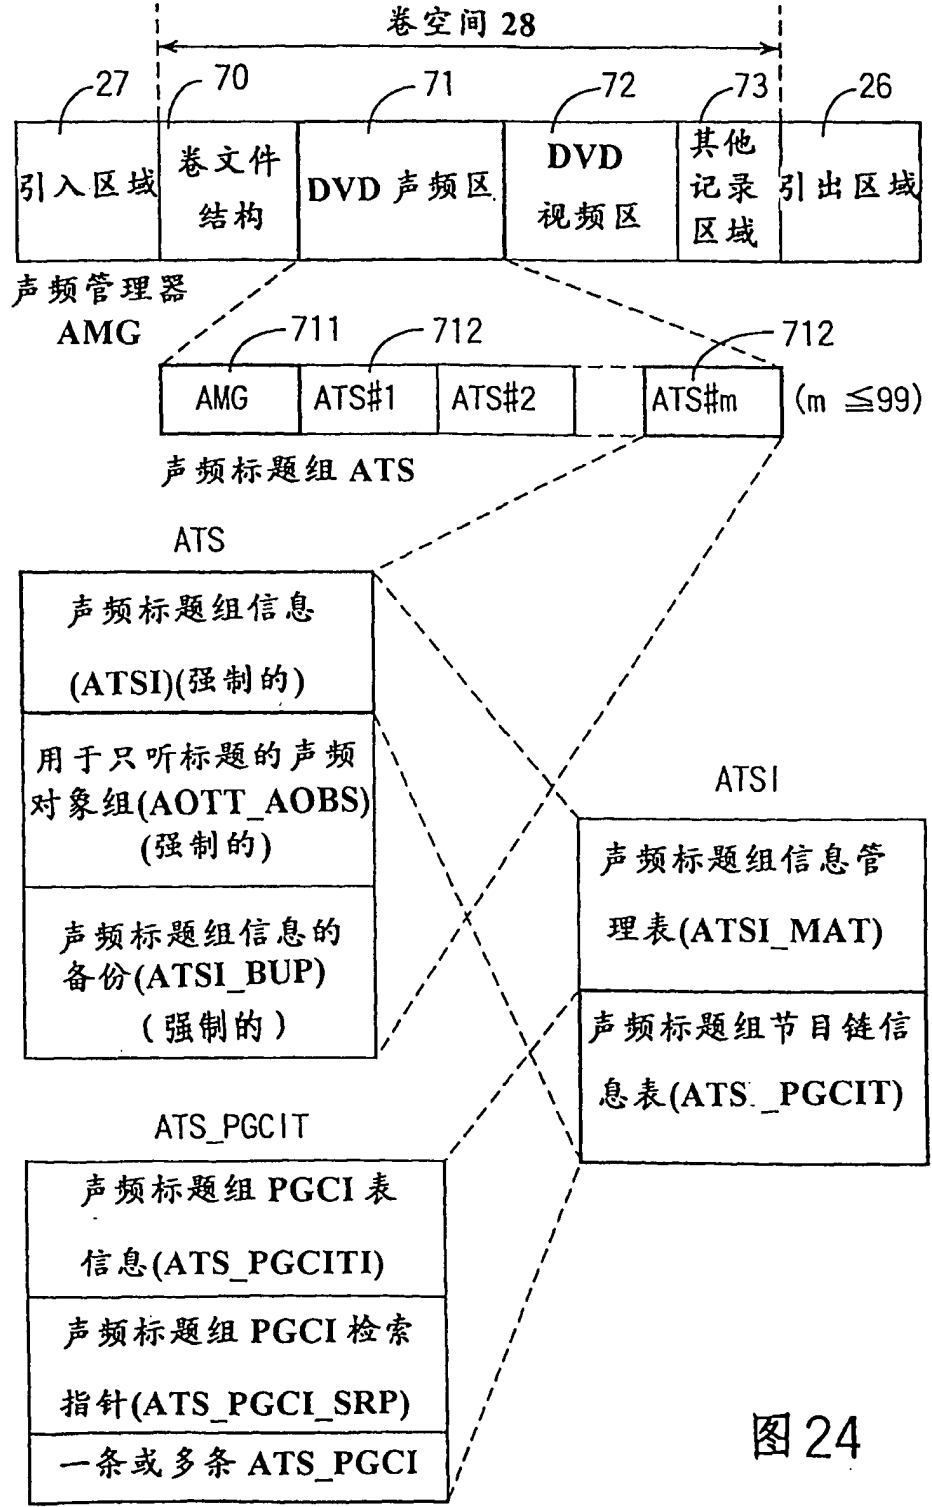 卷空间 28
27
70
71
72
73
26
引入区域
卷文件
结构
DVD 声频区
DVD
视频区
其他
记录
区域
引出区域
声频管理器
AMG
711
712
712
AMG
ATS#1
ATS#2
ATS#m
(m ≦99)
声频标题组 ATS
ATS
声频标题组信息
(ATSI)(强制的)
用于只听标题的声频
对象组(AOTT_AOBS)
(强制的)
声频标题组信息的
备份(ATSI_BUP)
(强制的)
ATSI
声频标题组信息管
理表(ATSI_MAT)
声频标题组节目链信
息表(ATS_PGCIT)
ATS_PGCIT
声频标题组 PGCI 表
信息(ATS_PGCITI)
声频标题组 PGCI 检索
指针(ATS_PGCI_SRP)
一条或多条 ATS_PGCI
图24